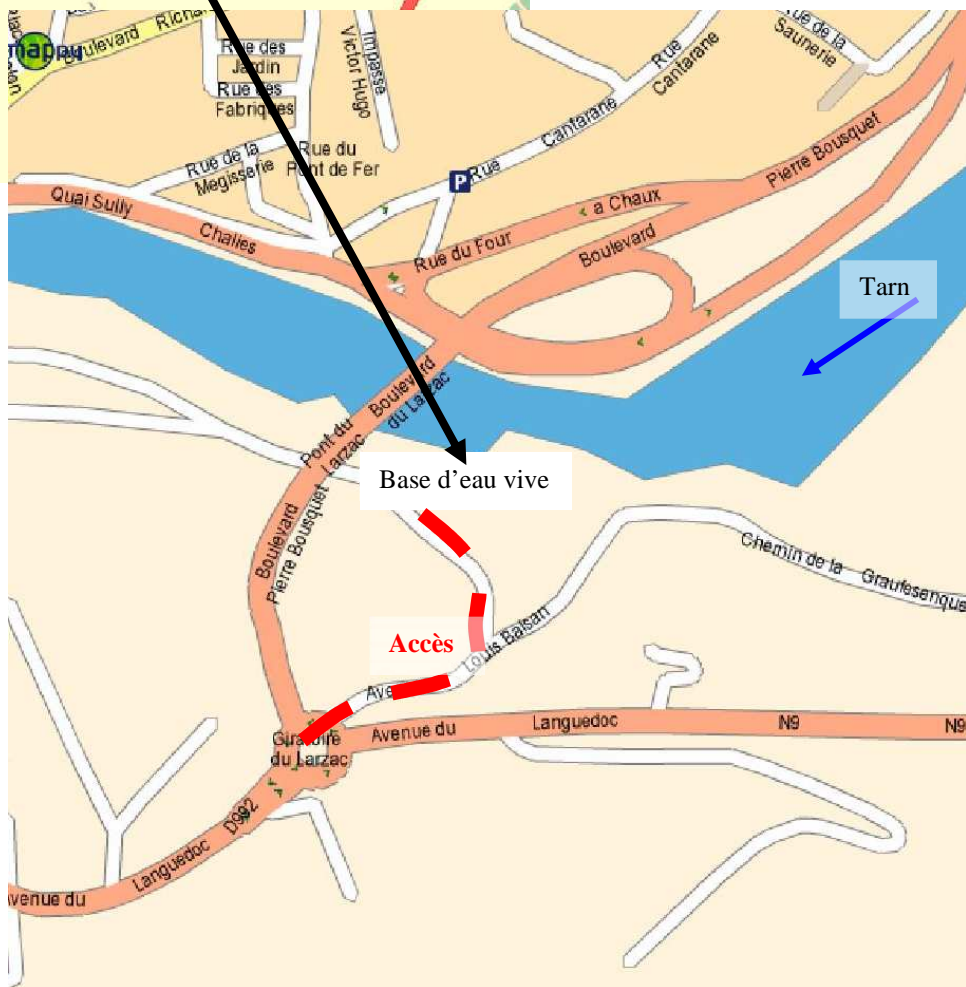 mappy
Boulevard Richar
Rue des
Jardin
Rue des
Fabriques
Impasse
Victor Hugo
Rue
Cantarane
Rue de la
Saunerie
Rue de la
Megisserie
Rue du
Pont de Fer
P
Rue Cantarane
Pierre Bousquet
Quai Sully
Challes
Rue du Four a Chaux
Boulevard
Tarn
Boulevard
du Larzac
Pont du
Larzac
Base d'eau vive
Boulevard
Pierre Bousquet
Chemin de la Graufesenque
Accès
Louis Balsan
Ave
Giratoire
du Larzac
Avenue du Languedoc N9 N9
D992
Languedoc
Avenue du